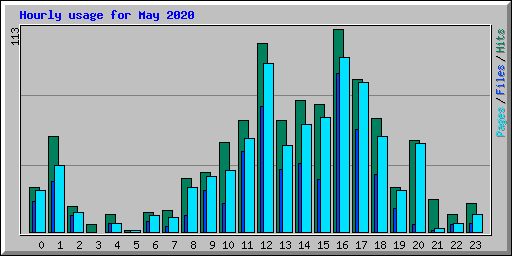 Hourly usage for May 2020
113
Pages / Files / Hits
0 1 2 3 4 5 6 7 8 9 10 11 12 13 14 15 16 17 18 19 20 21 22 23